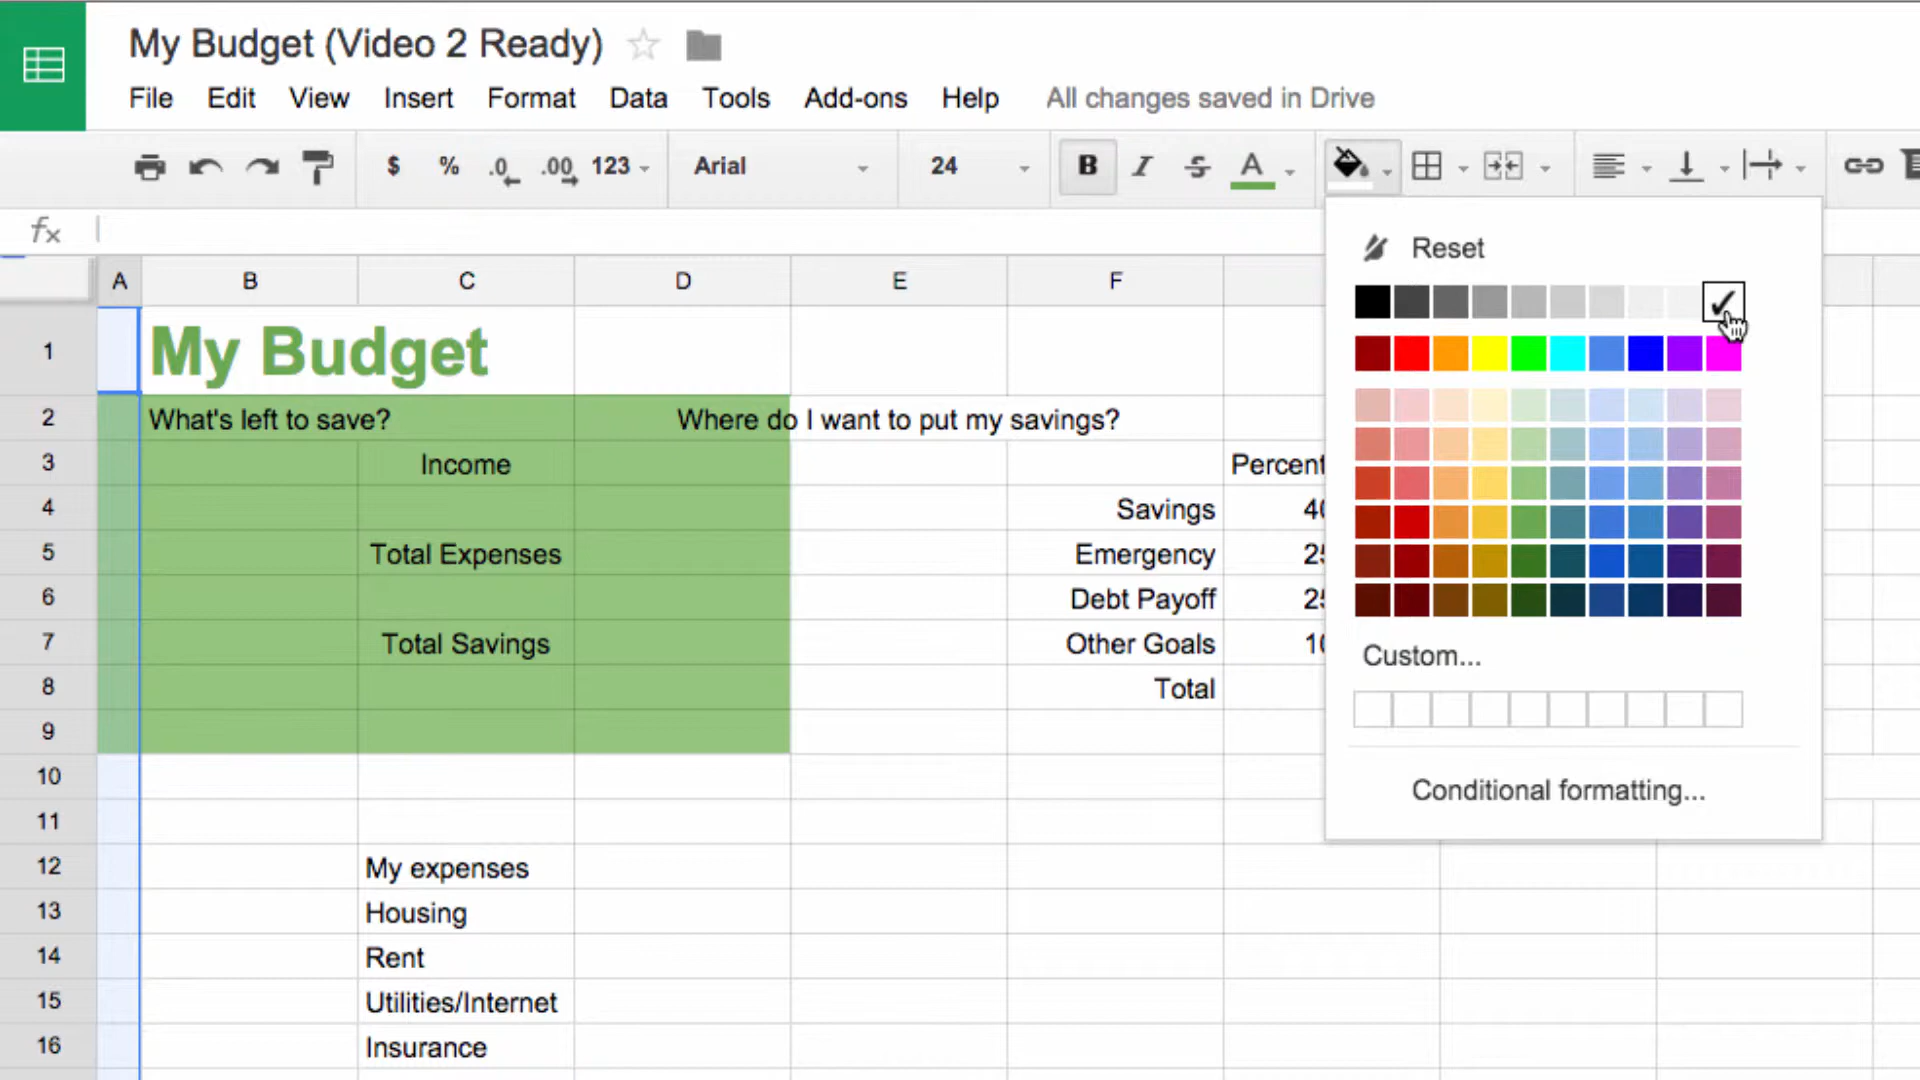 My Budget (Video 2 Ready)
File Edit View Insert Format Data Tools Add-ons Help All changes saved in Drive
$ % .0 .00 123 Arial 24 B I S A
fx
Reset
A B C D E F
1 My Budget
2 What's left to save? Where do I want to put my savings?
3 Income Percent
4 Savings
5 Total Expenses Emergency
6 Debt Payoff
7 Total Savings Other Goals
Custom...
8 Total
9
10
Conditional formatting...
11
12 My expenses
13 Housing
14 Rent
15 Utilities/Internet
16 Insurance